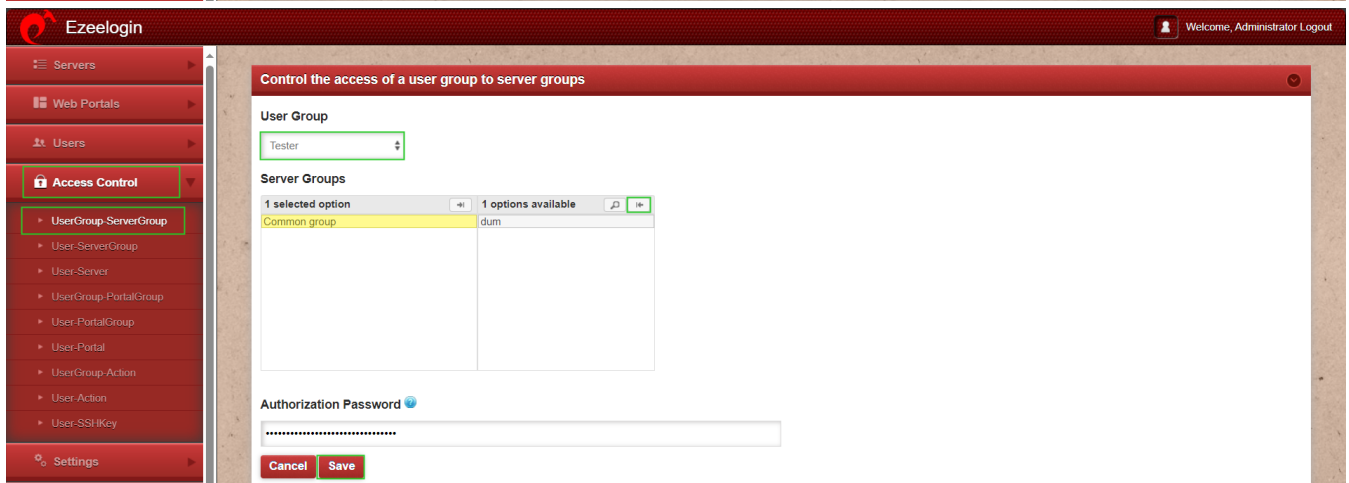 Ezeelogin
Welcome, Administrator Logout
Servers
Web Portals
Users
Access Control
UserGroup-ServerGroup
User-ServerGroup
User-Server
UserGroup-PortalGroup
User-PortalGroup
User-Portal
UserGroup-Action
User-Action
User-SSHKey
Settings
Control the access of a user group to server groups
User Group
Tester
Server Groups
1 selected option 1 options available
Common group dum
Authorization Password
Cancel Save